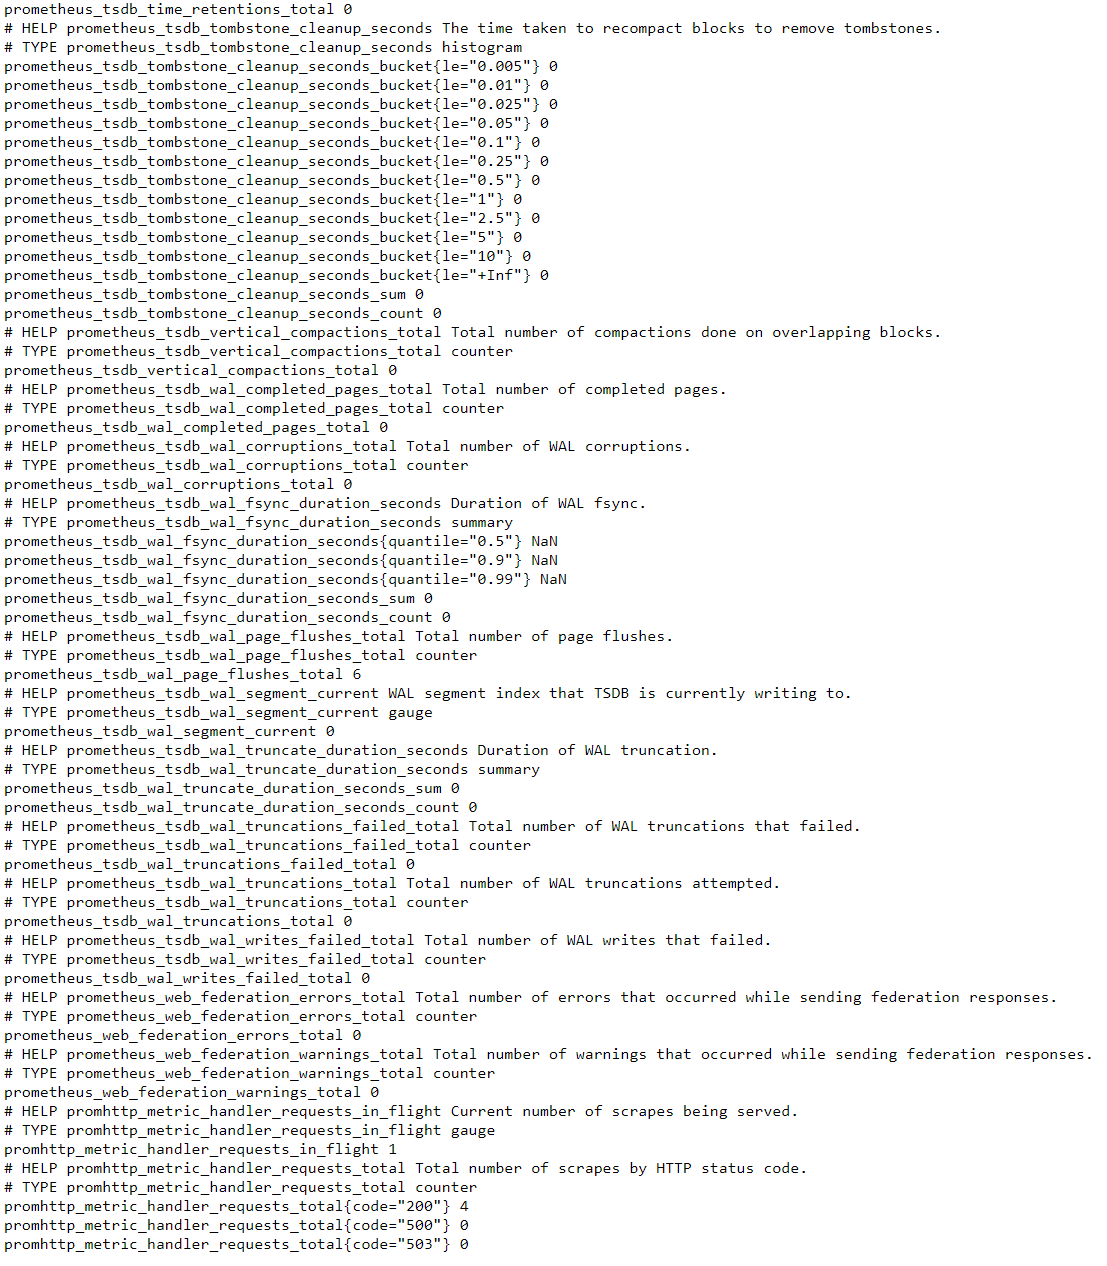 prometheus_tsdb_time_retentions_total 0
# HELP prometheus_tsdb_tombstone_cleanup_seconds The time taken to recompact blocks to remove tombstones.
# TYPE prometheus_tsdb_tombstone_cleanup_seconds histogram
prometheus_tsdb_tombstone_cleanup_seconds_bucket{le="0.005"} 0
prometheus_tsdb_tombstone_cleanup_seconds_bucket{le="0.01"} 0
prometheus_tsdb_tombstone_cleanup_seconds_bucket{le="0.025"} 0
prometheus_tsdb_tombstone_cleanup_seconds_bucket{le="0.05"} 0
prometheus_tsdb_tombstone_cleanup_seconds_bucket{le="0.1"} 0
prometheus_tsdb_tombstone_cleanup_seconds_bucket{le="0.25"} 0
prometheus_tsdb_tombstone_cleanup_seconds_bucket{le="0.5"} 0
prometheus_tsdb_tombstone_cleanup_seconds_bucket{le="1"} 0
prometheus_tsdb_tombstone_cleanup_seconds_bucket{le="2.5"} 0
prometheus_tsdb_tombstone_cleanup_seconds_bucket{le="5"} 0
prometheus_tsdb_tombstone_cleanup_seconds_bucket{le="10"} 0
prometheus_tsdb_tombstone_cleanup_seconds_bucket{le="+Inf"} 0
prometheus_tsdb_tombstone_cleanup_seconds_sum 0
prometheus_tsdb_tombstone_cleanup_seconds_count 0
# HELP prometheus_tsdb_vertical_compactions_total Total number of compactions done on overlapping blocks.
# TYPE prometheus_tsdb_vertical_compactions_total counter
prometheus_tsdb_vertical_compactions_total 0
# HELP prometheus_tsdb_wal_completed_pages_total Total number of completed pages.
# TYPE prometheus_tsdb_wal_completed_pages_total counter
prometheus_tsdb_wal_completed_pages_total 0
# HELP prometheus_tsdb_wal_corruptions_total Total number of WAL corruptions.
# TYPE prometheus_tsdb_wal_corruptions_total counter
prometheus_tsdb_wal_corruptions_total 0
# HELP prometheus_tsdb_wal_fsync_duration_seconds Duration of WAL fsync.
# TYPE prometheus_tsdb_wal_fsync_duration_seconds summary
prometheus_tsdb_wal_fsync_duration_seconds{quantile="0.5"} NaN
prometheus_tsdb_wal_fsync_duration_seconds{quantile="0.9"} NaN
prometheus_tsdb_wal_fsync_duration_seconds{quantile="0.99"} NaN
prometheus_tsdb_wal_fsync_duration_seconds_sum 0
prometheus_tsdb_wal_fsync_duration_seconds_count 0
# HELP prometheus_tsdb_wal_page_flushes_total Total number of page flushes.
# TYPE prometheus_tsdb_wal_page_flushes_total counter
prometheus_tsdb_wal_page_flushes_total 6
# HELP prometheus_tsdb_wal_segment_current WAL segment index that TSDB is currently writing to.
# TYPE prometheus_tsdb_wal_segment_current gauge
prometheus_tsdb_wal_segment_current 0
# HELP prometheus_tsdb_wal_truncate_duration_seconds Duration of WAL truncation.
# TYPE prometheus_tsdb_wal_truncate_duration_seconds summary
prometheus_tsdb_wal_truncate_duration_seconds_sum 0
prometheus_tsdb_wal_truncate_duration_seconds_count 0
# HELP prometheus_tsdb_wal_truncations_failed_total Total number of WAL truncations that failed.
# TYPE prometheus_tsdb_wal_truncations_failed_total counter
prometheus_tsdb_wal_truncations_failed_total 0
# HELP prometheus_tsdb_wal_truncations_total Total number of WAL truncations attempted.
# TYPE prometheus_tsdb_wal_truncations_total counter
prometheus_tsdb_wal_truncations_total 0
# HELP prometheus_tsdb_wal_writes_failed_total Total number of WAL writes that failed.
# TYPE prometheus_tsdb_wal_writes_failed_total counter
prometheus_tsdb_wal_writes_failed_total 0
# HELP prometheus_web_federation_errors_total Total number of errors that occurred while sending federation responses.
# TYPE prometheus_web_federation_errors_total counter
prometheus_web_federation_errors_total 0
# HELP prometheus_web_federation_warnings_total Total number of warnings that occurred while sending federation responses.
# TYPE prometheus_web_federation_warnings_total counter
prometheus_web_federation_warnings_total 0
# HELP promhttp_metric_handler_requests_in_flight Current number of scrapes being served.
# TYPE promhttp_metric_handler_requests_in_flight gauge
promhttp_metric_handler_requests_in_flight 1
# HELP promhttp_metric_handler_requests_total Total number of scrapes by HTTP status code.
# TYPE promhttp_metric_handler_requests_total counter
promhttp_metric_handler_requests_total{code="200"} 4
promhttp_metric_handler_requests_total{code="500"} 0
promhttp_metric_handler_requests_total{code="503"} 0